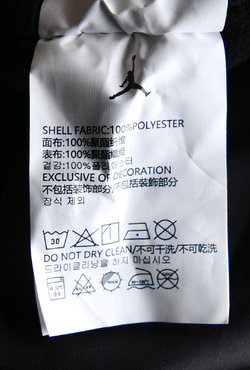 SHELL FABRIC:100%POLYESTER
面布:100%聚酯纤维
表布:100%聚酯纖維
겉감:100%폴리에스터
EXCLUSIVE OF DECORATION
不包括装饰部分/不包括裝飾部分
장식 제외
30
DO NOT DRY CLEAN/不可干洗/不可乾洗
드라이클리닝을 하지 마십시오